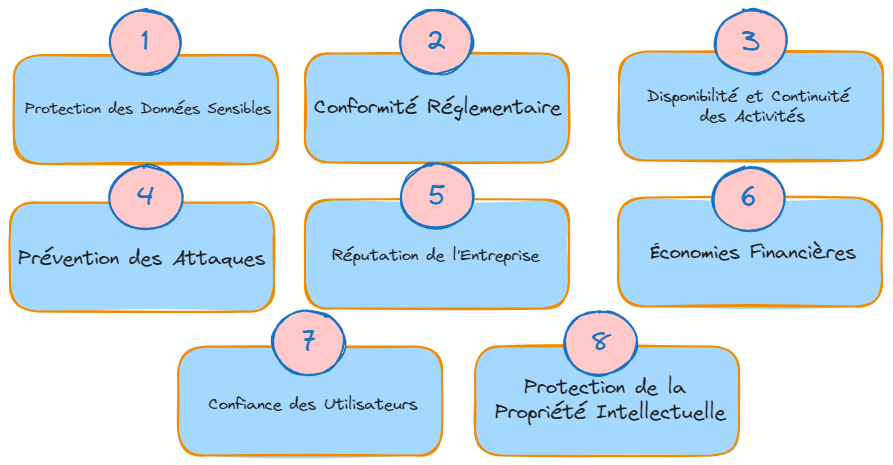 1
Protection des Données Sensibles
2
Conformité Réglementaire
3
Disponibilité et Continuité
des Activités
4
Prévention des Attaques
5
Réputation de l'Entreprise
6
Économies Financières
7
Confiance des Utilisateurs
8
Protection de la
Propriété Intellectuelle